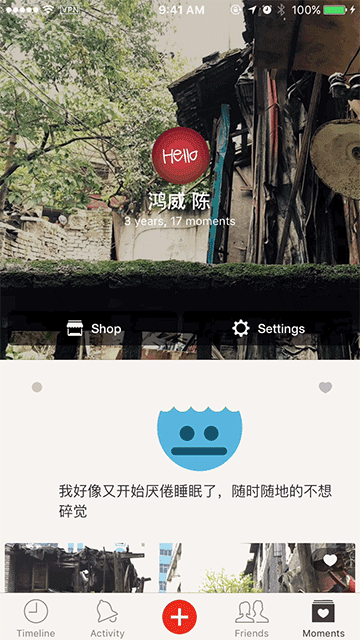 VPN 9:41 AM 100%
Hello
鸿威 陈
3 years, 17 moments
Shop Settings
我好像又开始厌倦睡眠了，随时随地的不想
碎觉
Timeline Activity Friends Moments